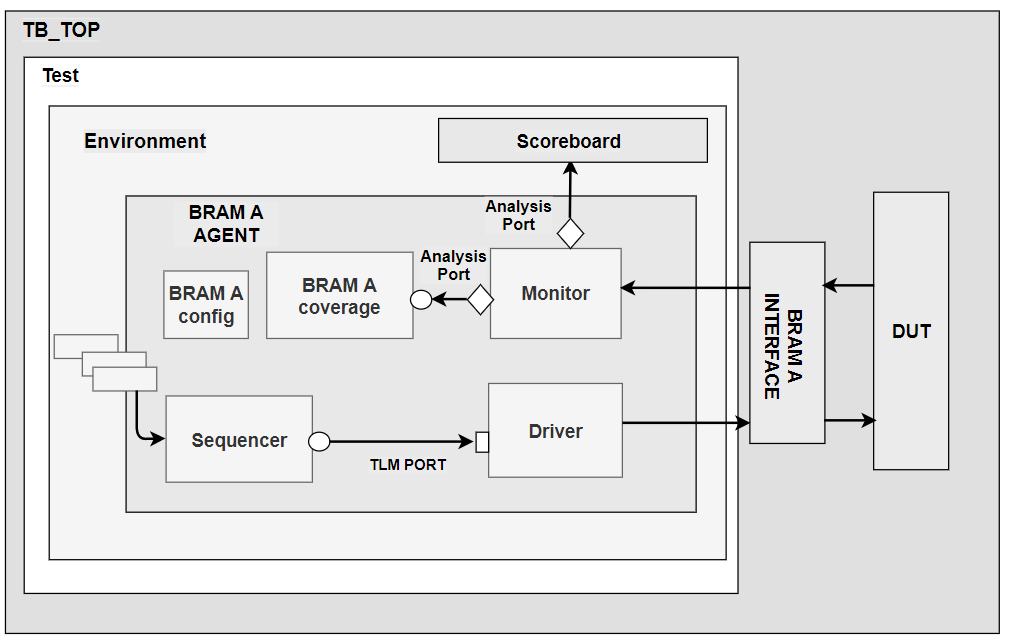 TB_TOP
Test
Environment
Scoreboard
BRAM A
AGENT
Analysis
Port
Analysis
Port
BRAM A
config
BRAM A
coverage
Monitor
BRAM A
INTERFACE
DUT
Sequencer
TLM PORT
Driver